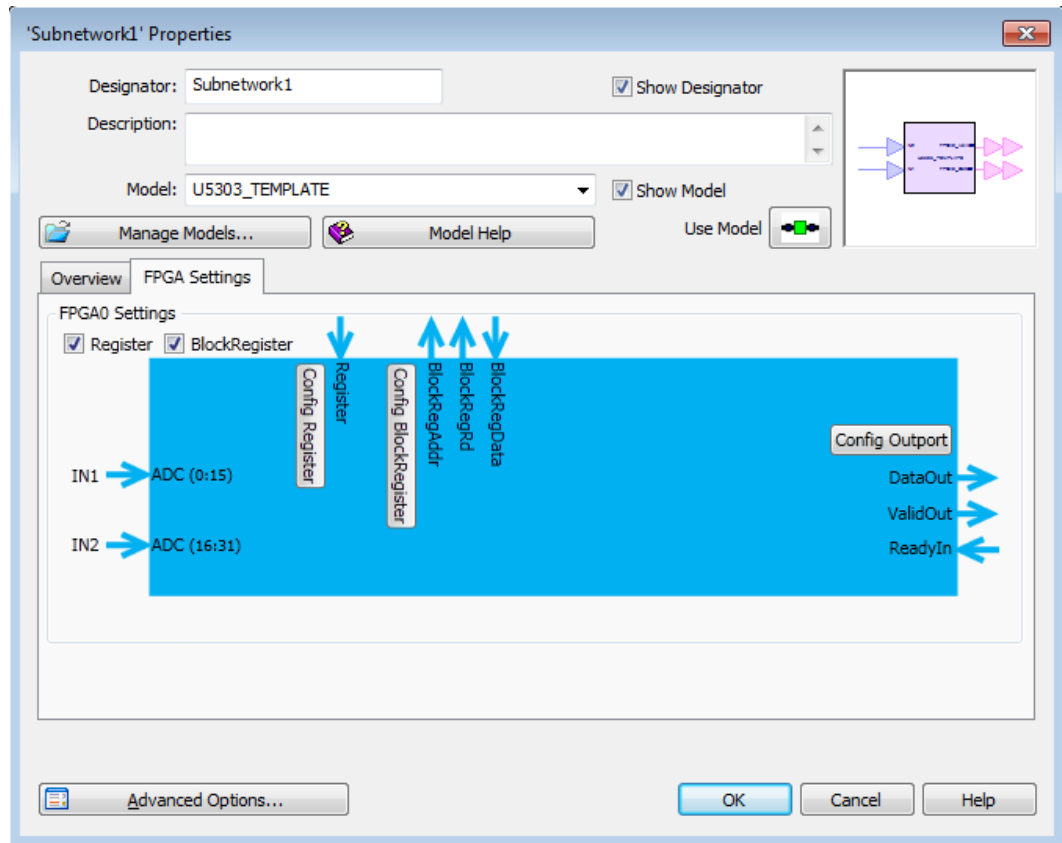 'Subnetwork1' Properties
Designator: Subnetwork1
Show Designator
Description:
Model: U5303_TEMPLATE
Show Model
Manage Models...
Model Help
Use Model
Overview
FPGA Settings
FPGA0 Settings
Register
BlockRegister
Config Register
Register
Config BlockRegister
BlockRegAddr
BlockRegRd
BlockRegData
Config Outport
IN1
ADC (0:15)
DataOut
ValidOut
IN2
ADC (16:31)
ReadyIn
Advanced Options...
OK
Cancel
Help